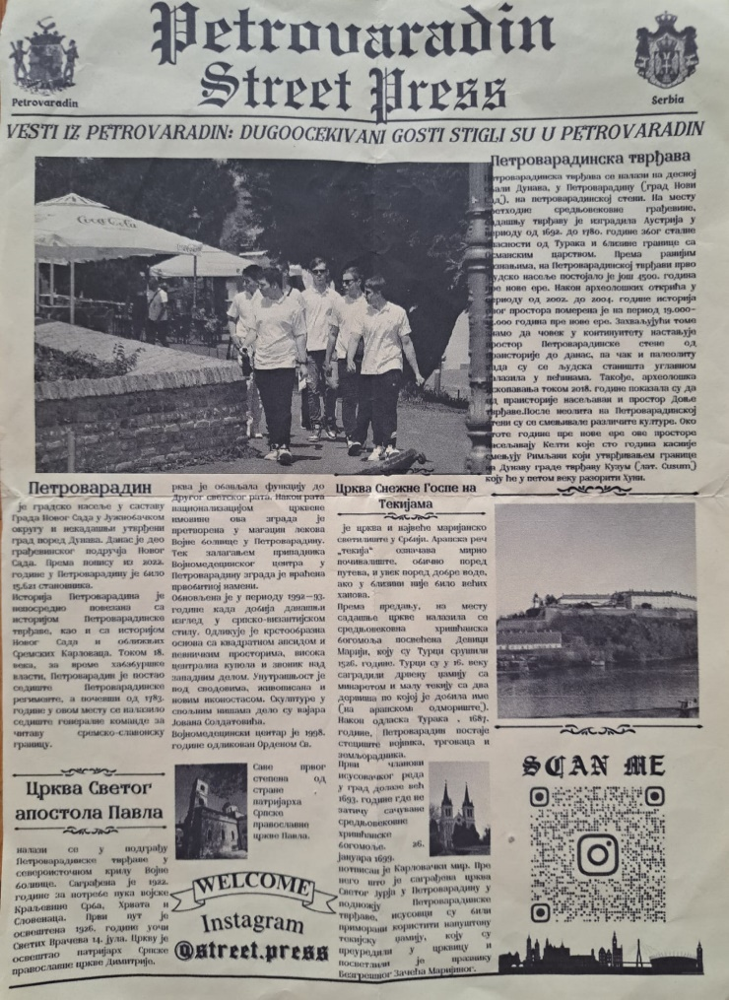 Petrovaradin
Street Press
Petrovaradin
Serbia
VESTI IZ PETROVARADIN: DUGOOCEKIVANI GOSTI STIGLI SU U PETROVARADIN
Coca-Cola
Петроварадинска тврђава
Петроварадинска тврђава се налази на десној
обали Дунава, у Петроварадину (град Нови
Сад), на петроварадинској стени. На месту
претходне средњовековне грађевине,
садашњу тврђаву је изградила Аустрија у
периоду од 1692. до 1780. године због сталне
опасности од Турака и близине границе са
Османским царством. Према ранијим
сазнањима, на Петроварадинској тврђави прво
људско насеље постојало је још 4500. година
пре нове ере. Након археолошких открића у
периоду од 2002. до 2004. године историја
овог простора померена је на период 19.000-
.000 година пре нове ере. Захваљујући томе
знамо да човек у континуитету настањује
простор Петроварадинске стене од
праисторије до данас, па чак и палеолиту
када су се људска станишта углавном
налазила у пећинама. Такође, археолошка
ископавања током 2018. године показала су да
је од праисторије насељаван и простор Доње
тврђаве.После неолита на Петроварадинској
стени су се смењивале различите културе. Око
стоте године пре нове ере ове просторе
насељавају Келти које сто година касније
смењују Римљани који утврђивањем границе
на Дунаву граде тврђаву Кузум (лат. Cusum)
коју ће у петом веку разорити Хуни.
Петроварадин
је градско насеље у саставу
Града Новог Сада у Јужнобачком
округу и некадашњи утврђени
град поред Дунава. Данас је део
грађевинског подручја Новог
Сада. Према попису из 2022.
године у Петроварадину је било
15.621 становника.
Историја Петроварадина је
непосредно повезана са
историјом Петроварадинске
тврђаве, као и са историјом
Новог Сада и оближњих
Сремских Карловаца. Током 18.
века, за време хабзбуршке
власти, Петроварадин је постао
седиште Петроварадинске
регименте, а почевши од 1783.
године у овом месту се налазило
седиште генералне команде за
читаву сремско-славонску
границу.
Црква Светог
апостола Павла
налази се у подграђу
Петроварадинске тврђаве у
североисточном крилу Војне
болнице. Саграђена је 1922.
године за потребе пука војске
Краљевине Срба, Хрвата и
Словенаца. Први пут је
освештена 1926. године уочи
Светих Врачева 14. јула. Цркву је
освештао патријарх Српске
православне цркве Димитрије.
рква је обављала функцију до
Другог светског рата. Након рата
национализацијом црквене
имовине ова зграда је
претворена у магацин лекова
Војне болнице у Петроварадину.
Тек залагањем припадника
Војномедицинског центра у
Петроварадину зграда је враћена
првобитној намени.
Обновљена је у периоду 1992-93.
године када добија данашњи
изглед у српско-византијском
стилу. Одликује је крстообразна
основа са квадратном апсидом и
певничким просторима, висока
централна купола и звоник над
западним делом. Унутрашњост је
под сводовима, живописана и
новим иконостасом. Скулптуре у
спољним нишама дело су вајара
Јована Солдатовића.
Војномедицински центар је 1998.
године одликован Орденом Св.
Саве првог
степена од
стране
патријарха
Српске
православне
цркве Павла.
WELCOME
Instagram
@street.press
Црква Снежне Госпе на
Текијама
је црква и највеће маријанско
светилиште у Србији. Арапска реч
„текија" означава мирно
почивалиште, обично поред
путева, и увек поред добре воде,
ако у близини није било већих
ханова.
Према предању, на месту
садашње цркве налазила се
средњовековна хришћанска
богомоља посвећена Девици
Марији, коју су Турци срушили
1526. године. Турци су у 16. веку
саградили дрвену џамију са
минаретом и малу текију са два
дервиша по којој је добила име
(на арапском одмориште).
Након одласка Турака , 1687.
године, Петроварадин постаје
стециште војника, трговаца и
земљорадника.
Први чланови
исусовачког реда
у град долазе већ
1693. године где не
затичу сачуване
средњовековне
хришћанске
богомоље. 26.
јануара 1699.
потписан је Карловачки мир. Пре
него што је саграђена црква
Светог Јурја у Петроварадину у
подножју Петроварадинске
тврђаве, исусовци су били
приморани користити напуштену
текијску џамију, коју су
преуредили у црквицу и
посветили је празнику
Безгрешног Зачећа Маријиног.
SCAN ME